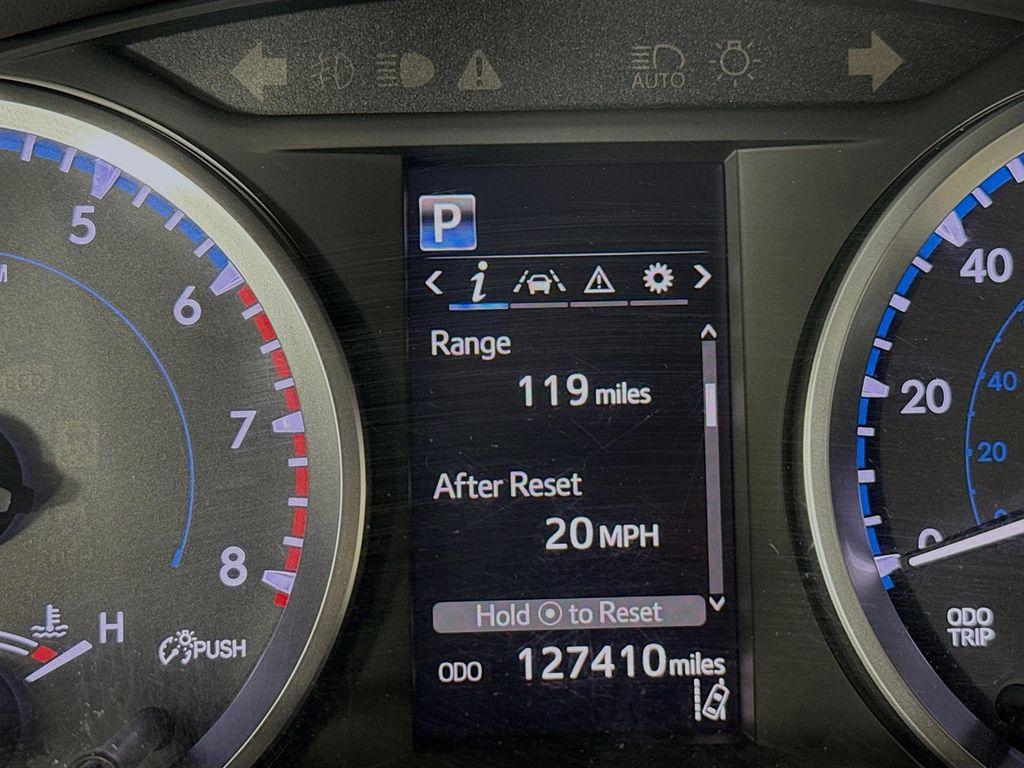 AUTO
P
5
6
7
8
H
PUSH
i
Range
119 miles
After Reset
20 MPH
Hold to Reset
ODO 127410 miles
40
20
0
40
20
ODO
TRIP